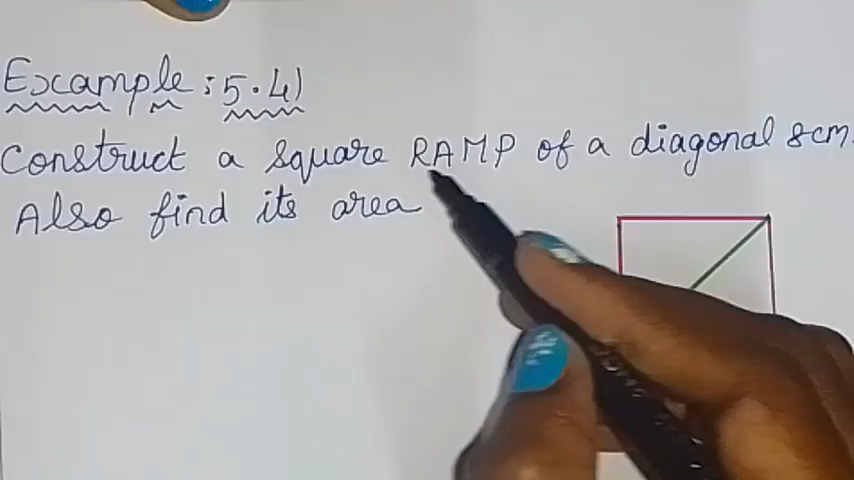 Example : 5.4)
Construct a square RAMP of a diagonal 8cm.
Also find its area